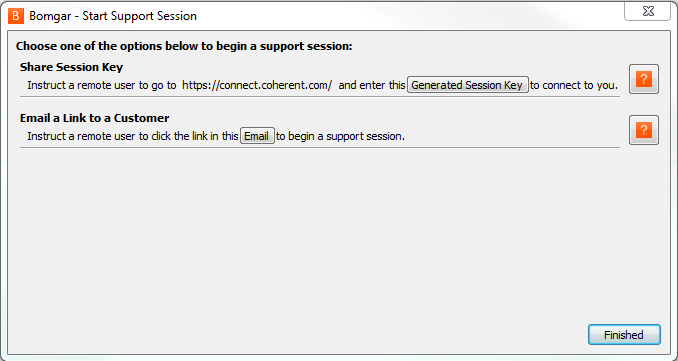 B Bomgar - Start Support Session
Choose one of the options below to begin a support session:
Share Session Key
Instruct a remote user to go to https://connect.coherent.com/ and enter this Generated Session Key to connect to you.
?
Email a Link to a Customer
Instruct a remote user to click the link in this Email to begin a support session.
?
Finished